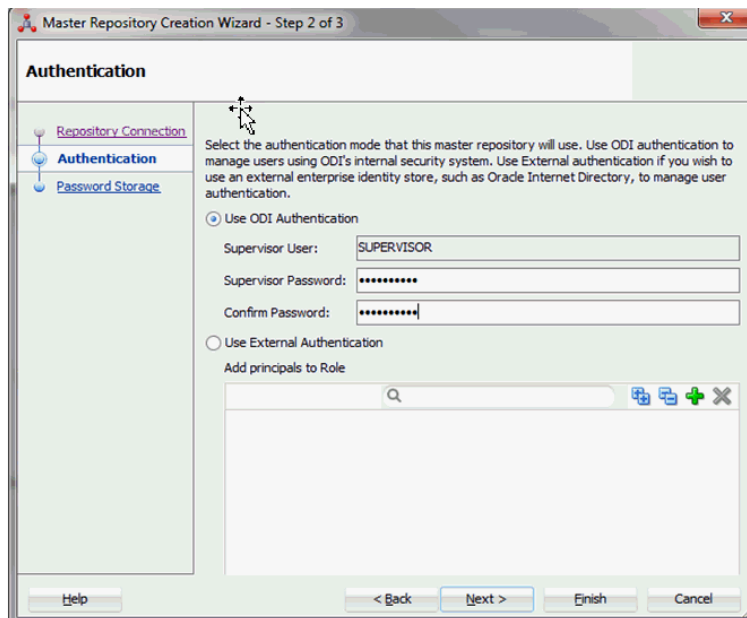 Master Repository Creation Wizard - Step 2 of 3
Authentication
Repository Connection
Authentication
Password Storage
Select the authentication mode that this master repository will use. Use ODI authentication to
manage users using ODI's internal security system. Use External authentication if you wish to
use an external enterprise identity store, such as Oracle Internet Directory, to manage user
authentication.
Use ODI Authentication
Supervisor User: SUPERVISOR
Supervisor Password: ••••••••••
Confirm Password: ••••••••••
Use External Authentication
Add principals to Role
Help < Back Next > Finish Cancel